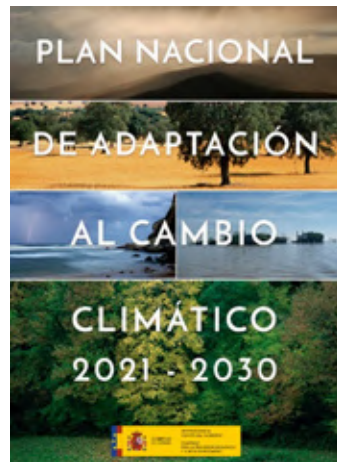 PLAN NACIONAL
DE ADAPTACIÓN
AL CAMBIO
CLIMÁTICO
2021 - 2030